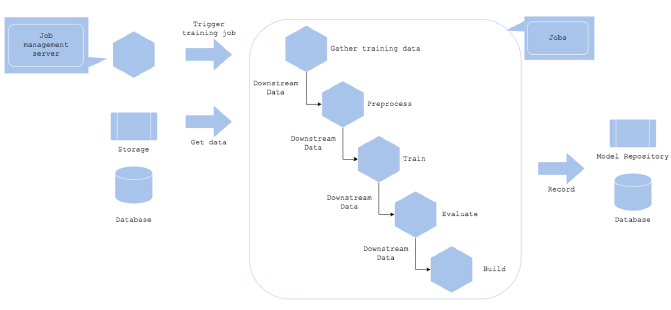 Job
management
server
Trigger
training job
Jobs
Gather training data
Downstream
Data
Preprocess
Downstream
Data
Train
Downstream
Data
Evaluate
Downstream
Data
Build
Get data
Storage
Database
Record
Model Repository
Database